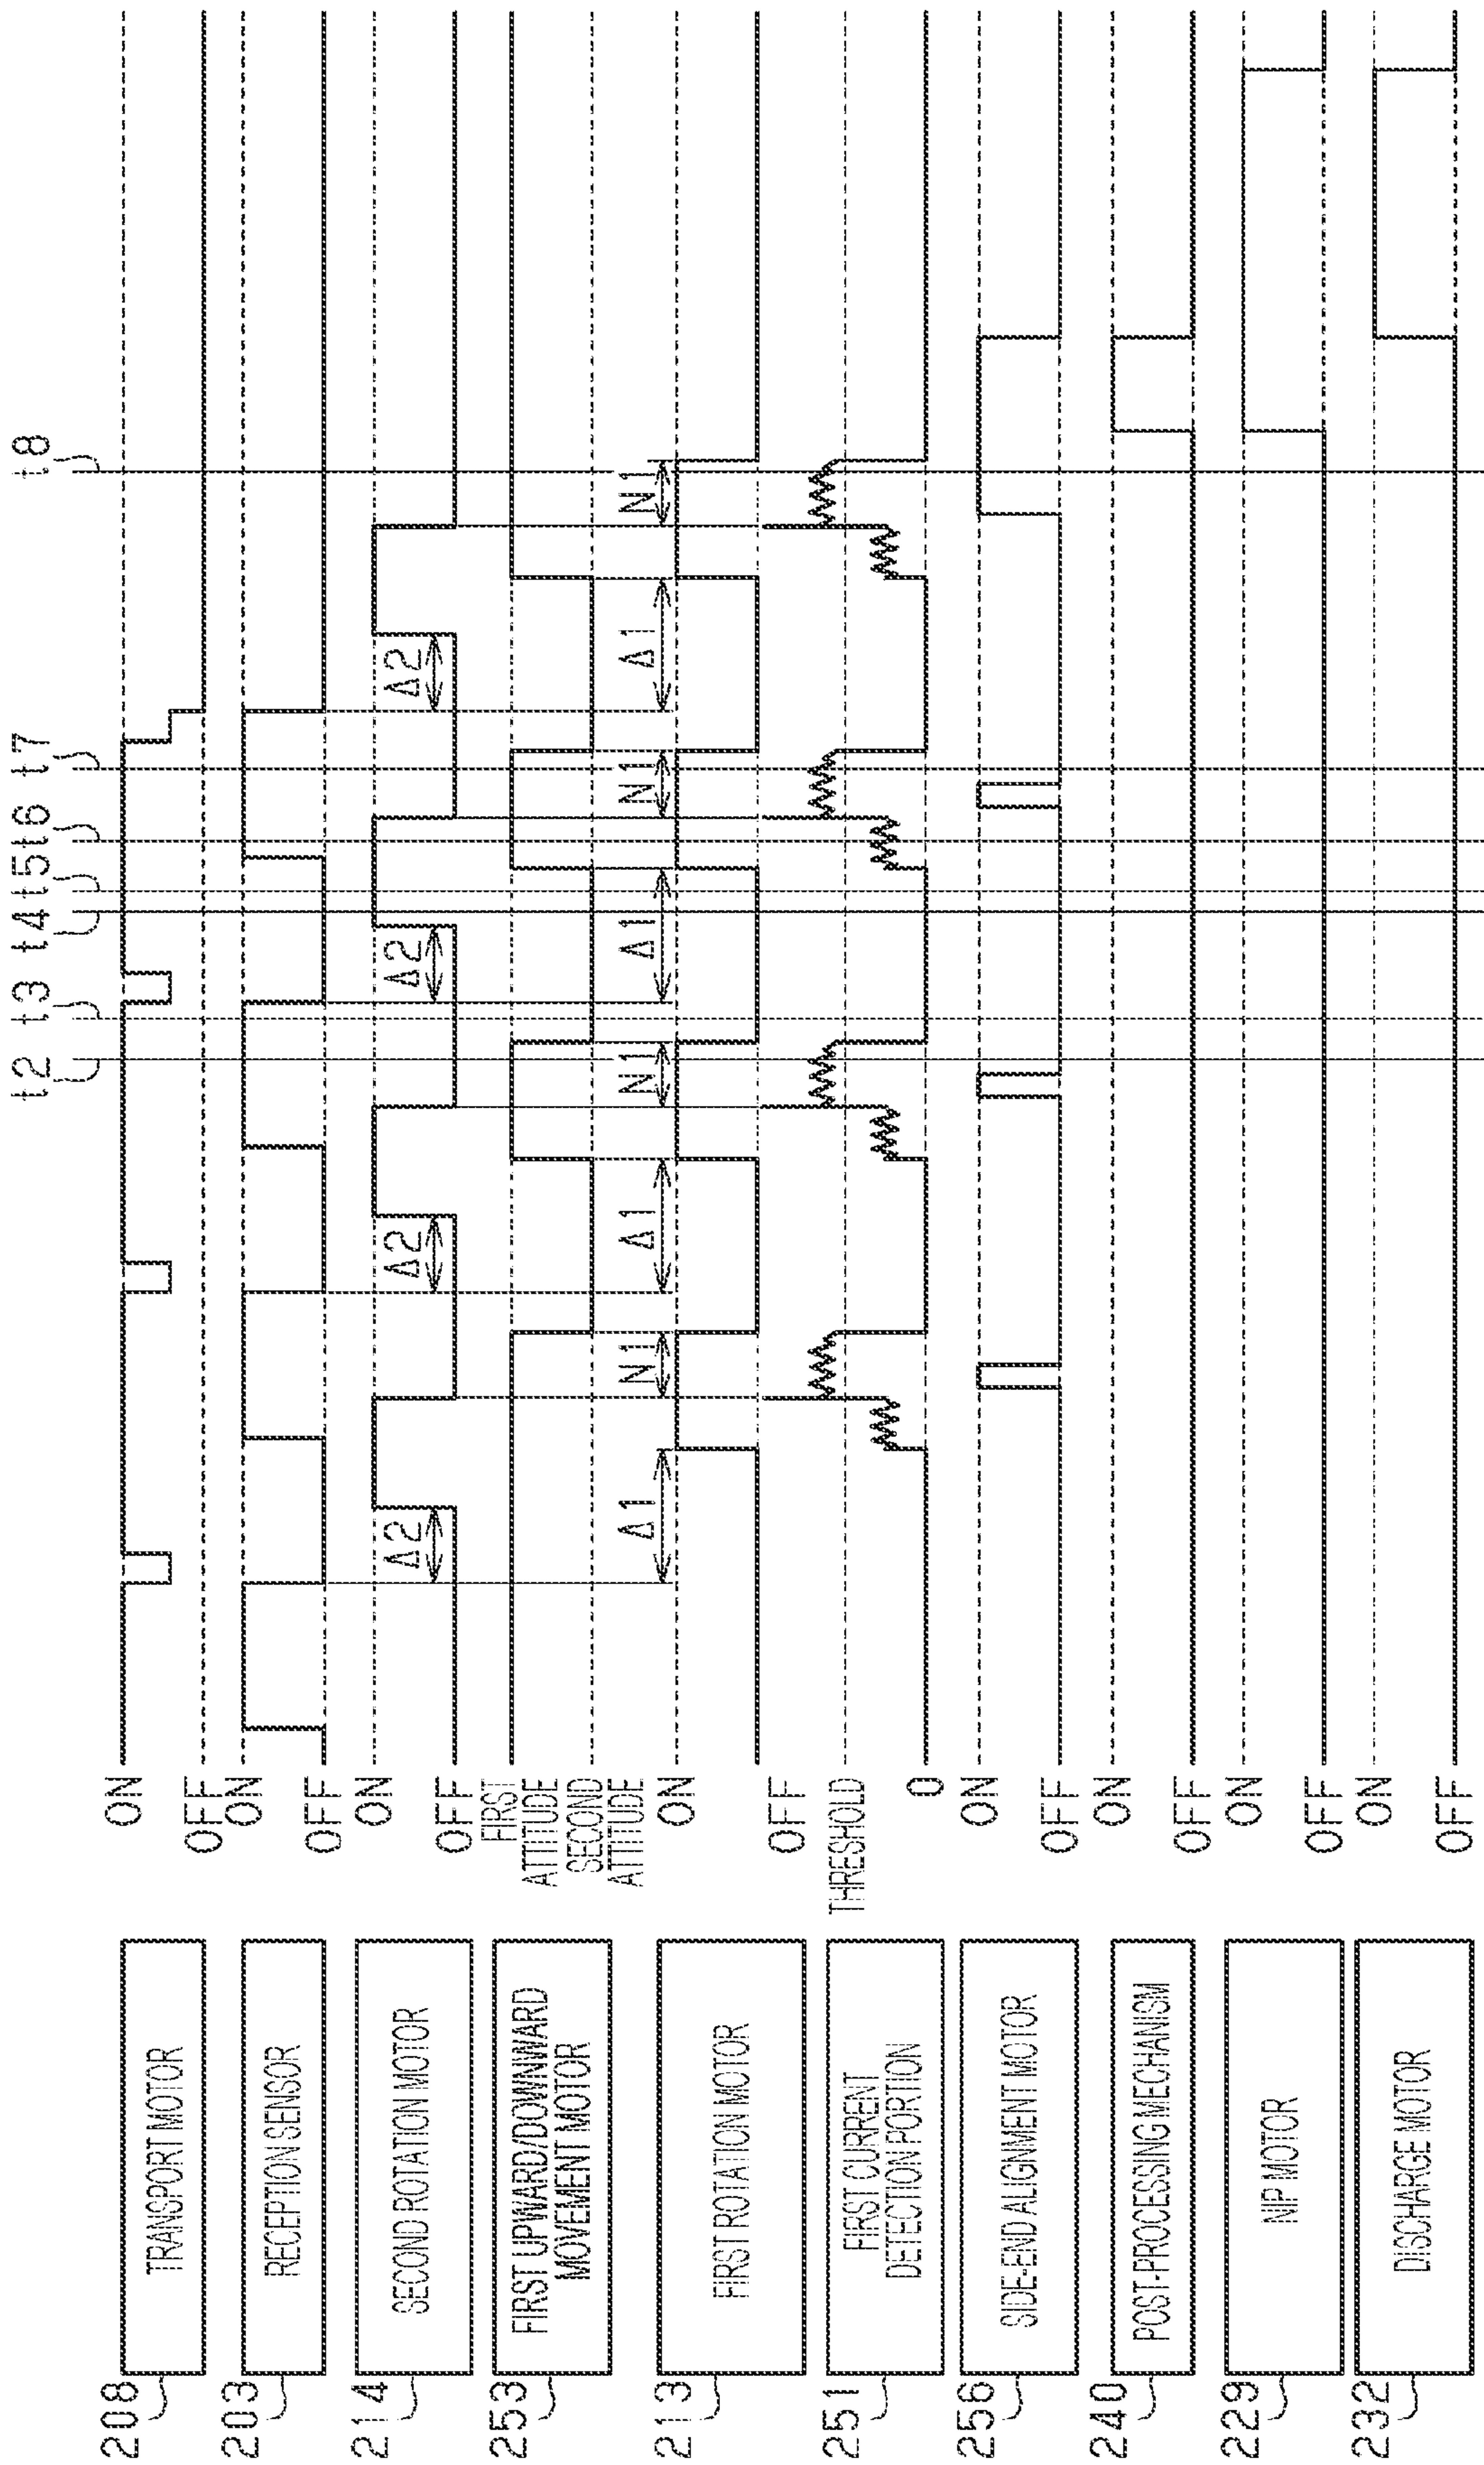 t2 t3 t4 t5 t6 t7 t8
208 TRANSPORT MOTOR
ON
OFF
203 RECEPTION SENSOR
ON
OFF
214 SECOND ROTATION MOTOR
ON
OFF
Δ2 Δ2 Δ2 Δ2
253 FIRST UPWARD/DOWNWARD
MOVEMENT MOTOR
FIRST
ATTITUDE
SECOND
ATTITUDE
213 FIRST ROTATION MOTOR
ON
OFF
Δ1 N1 Δ1 N1 Δ1 N1 Δ1 N1
251 FIRST CURRENT
DETECTION PORTION
THRESHOLD
0
256 SIDE-END ALIGNMENT MOTOR
ON
OFF
240 POST-PROCESSING MECHANISM
ON
OFF
229 NIP MOTOR
ON
OFF
232 DISCHARGE MOTOR
ON
OFF